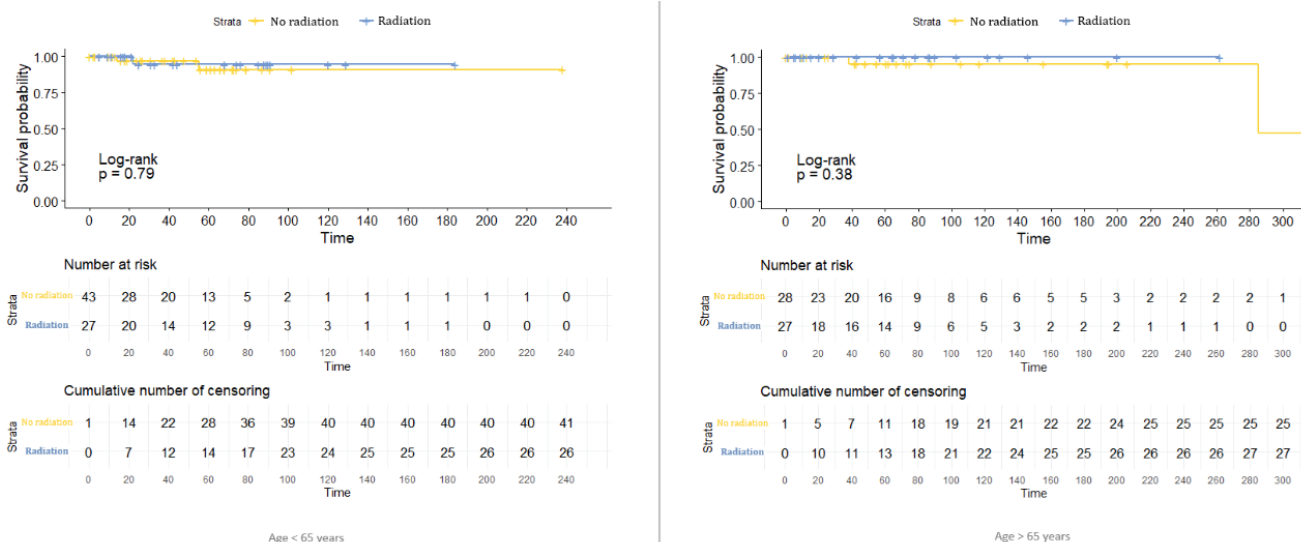 Strata No radiation Radiation
1.00
0.75
0.50
0.25
0.00
Survival probability
Log-rank
p = 0.79
0 20 40 60 80 100 120 140 160 180 200 220 240
Time
Number at risk
Strata
No radiation 43 28 20 13 5 2 1 1 1 1 1 1 0
Radiation 27 20 14 12 9 3 3 1 1 1 0 0 0
0 20 40 60 80 100 120 140 160 180 200 220 240
Time
Cumulative number of censoring
Strata
No radiation 1 14 22 28 36 39 40 40 40 40 40 40 41
Radiation 0 7 12 14 17 23 24 25 25 25 26 26 26
0 20 40 60 80 100 120 140 160 180 200 220 240
Time
Age < 65 years
Strata No radiation Radiation
1.00
0.75
0.50
0.25
0.00
Survival probability
Log-rank
p = 0.38
0 20 40 60 80 100 120 140 160 180 200 220 240 260 280 300
Time
Number at risk
Strata
No radiation 28 23 20 16 9 8 6 6 5 5 3 2 2 2 2 1
Radiation 27 18 16 14 9 6 5 3 2 2 2 1 1 1 0 0
0 20 40 60 80 100 120 140 160 180 200 220 240 260 280 300
Time
Cumulative number of censoring
Strata
No radiation 1 5 7 11 18 19 21 21 22 22 24 25 25 25 25 25
Radiation 0 10 11 13 18 21 22 24 25 25 26 26 26 26 27 27
0 20 40 60 80 100 120 140 160 180 200 220 240 260 280 300
Time
Age > 65 years